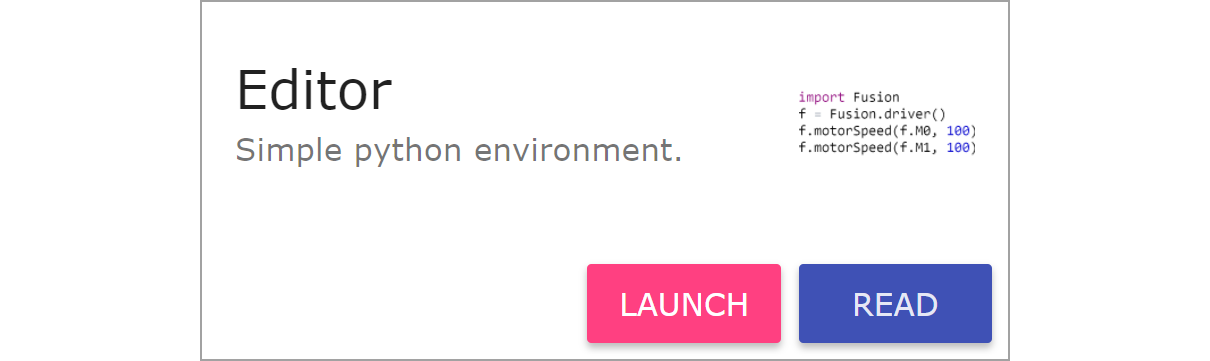 Editor
Simple python environment.
import Fusion
f = Fusion.driver()
f.motorSpeed(f.M0, 100)
f.motorSpeed(f.M1, 100)
LAUNCH
READ